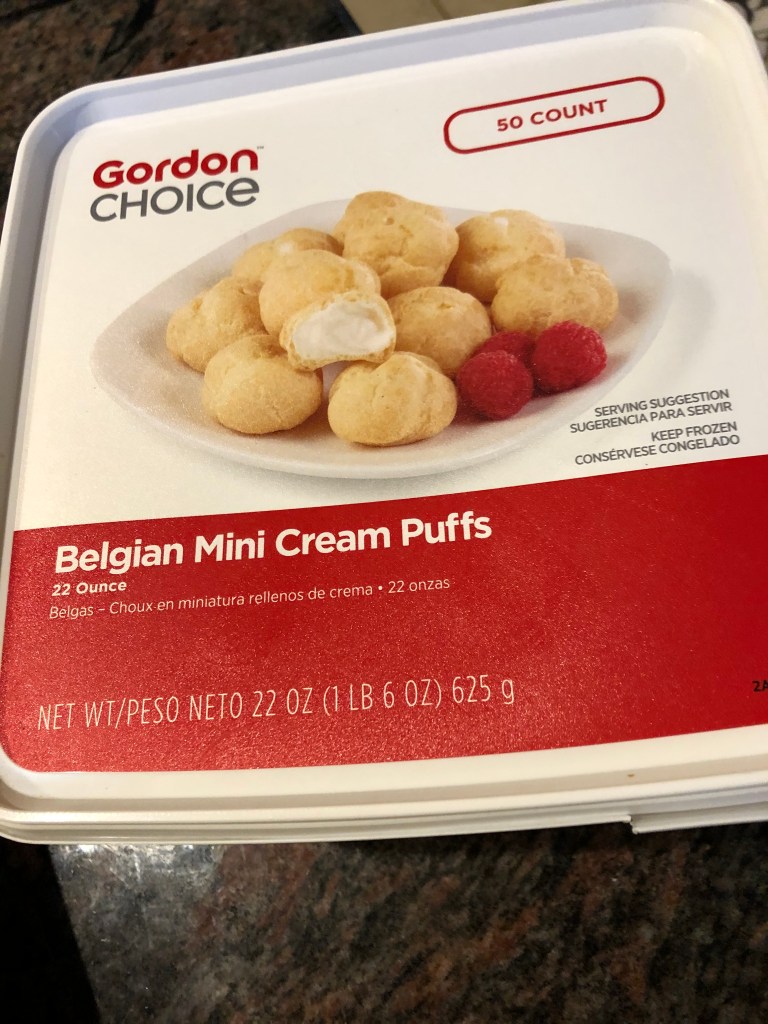 50 COUNT
Gordon™
CHOICe
SERVING SUGGESTION
SUGERENCIA PARA SERVIR
KEEP FROZEN
CONSÉRVESE CONGELADO
Belgian Mini Cream Puffs
22 Ounce
Belgas – Choux en miniatura rellenos de crema • 22 onzas
NET WT/PESO NETO 22 OZ (1 LB 6 OZ) 625 g